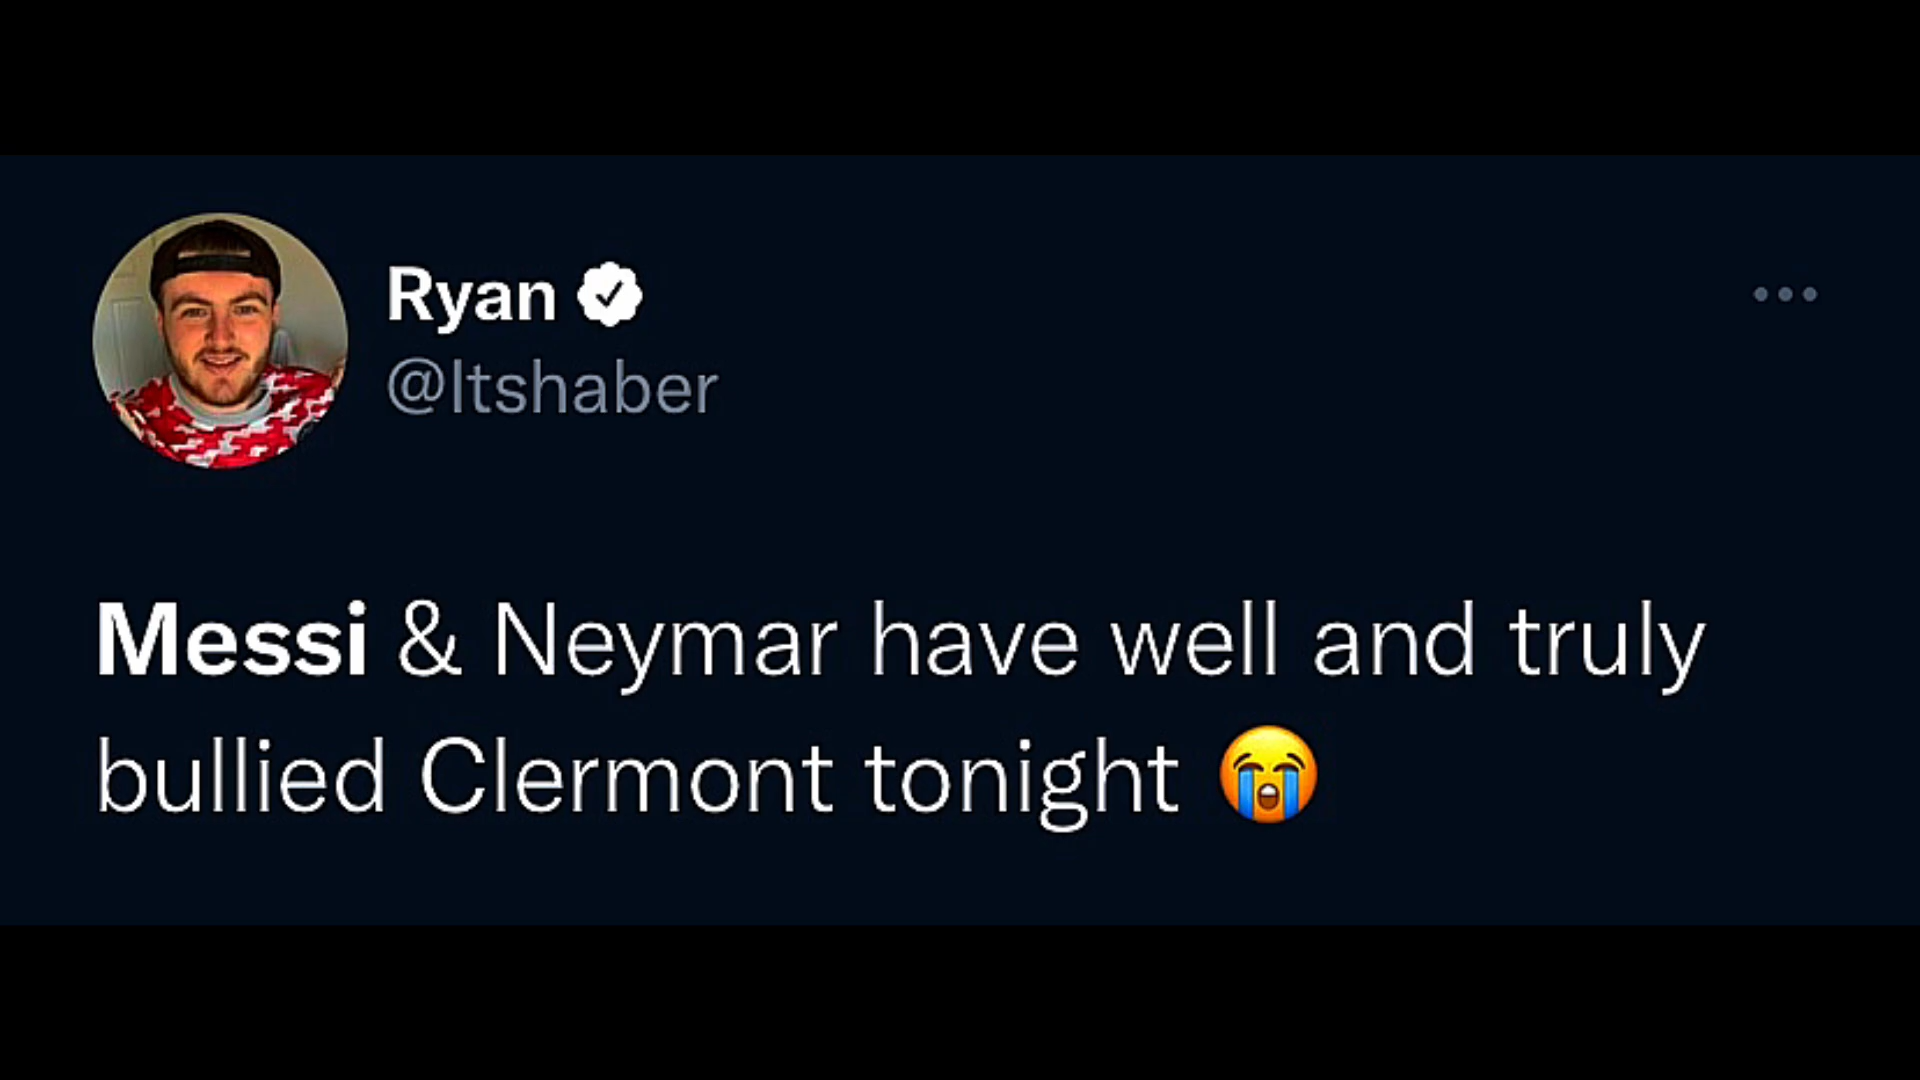 Ryan
@Itshaber
Messi & Neymar have well and truly
bullied Clermont tonight 😭